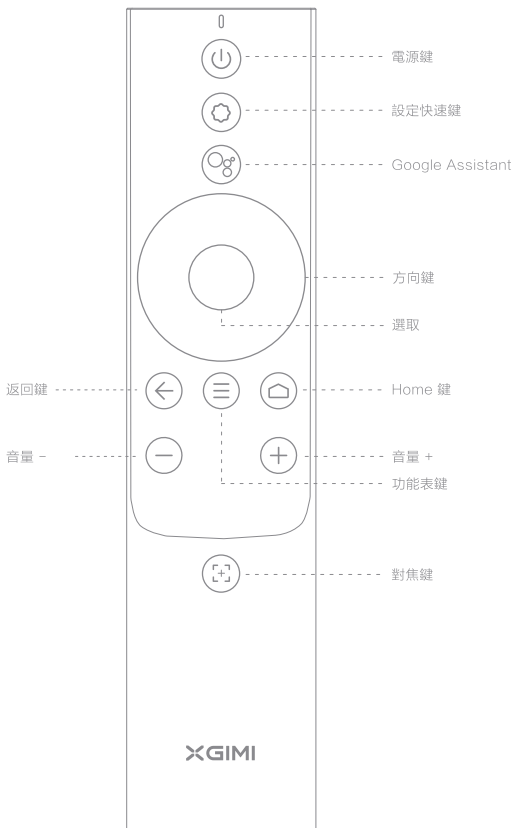 電源鍵
設定快速鍵
Google Assistant
方向鍵
選取
返回鍵
Home 鍵
音量 –
音量 +
功能表鍵
對焦鍵
XGIMI